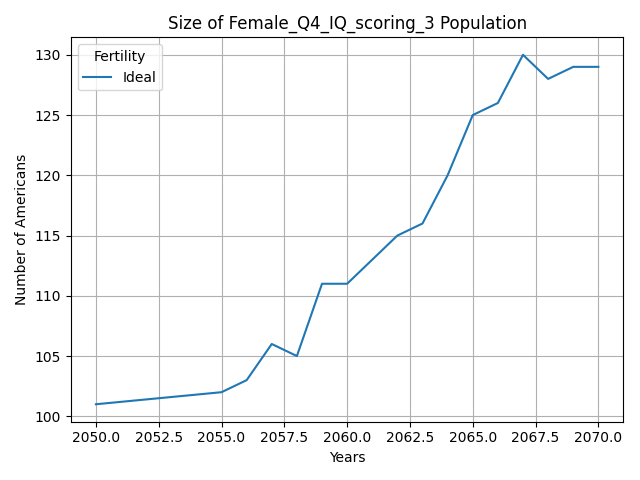 Size of Female_Q4_IQ_scoring_3 Population
Fertility
Ideal
Number of Americans
130
125
120
115
110
105
100
2050.0 2052.5 2055.0 2057.5 2060.0 2062.5 2065.0 2067.5 2070.0
Years